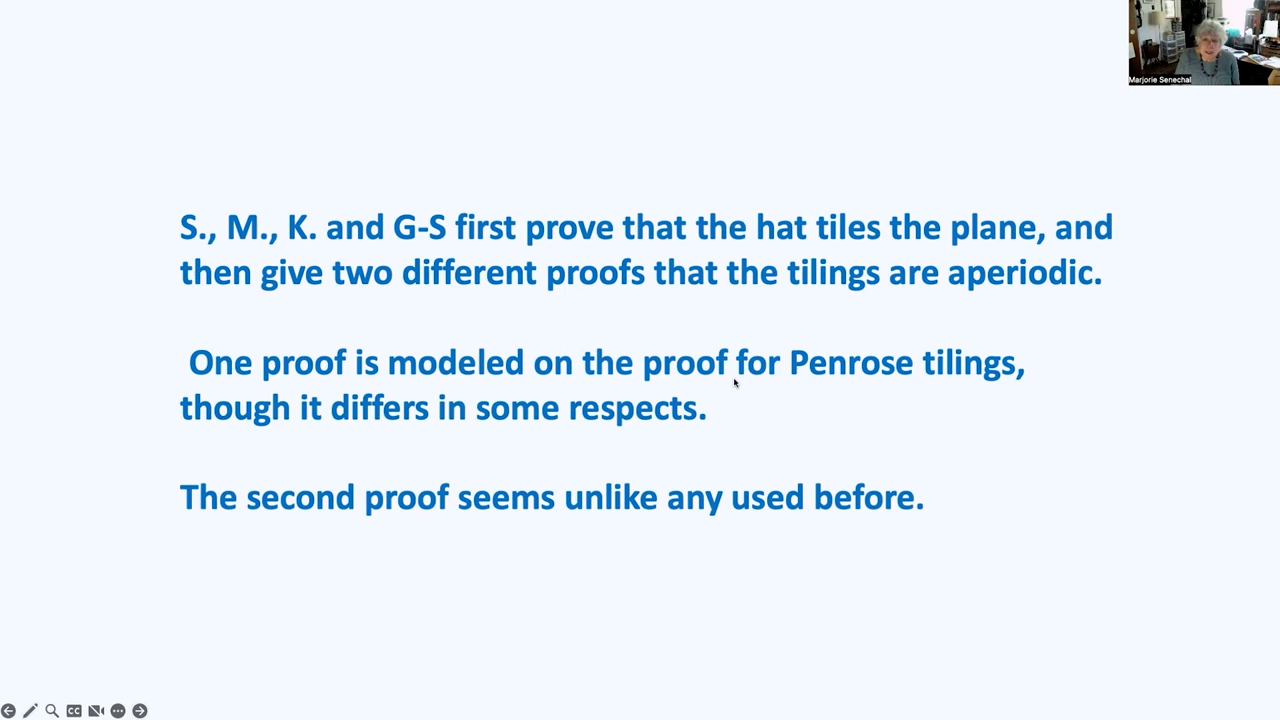 Marjorie Senechal
S., M., K. and G-S first prove that the hat tiles the plane, and
then give two different proofs that the tilings are aperiodic.
One proof is modeled on the proof for Penrose tilings,
though it differs in some respects.
The second proof seems unlike any used before.
CC